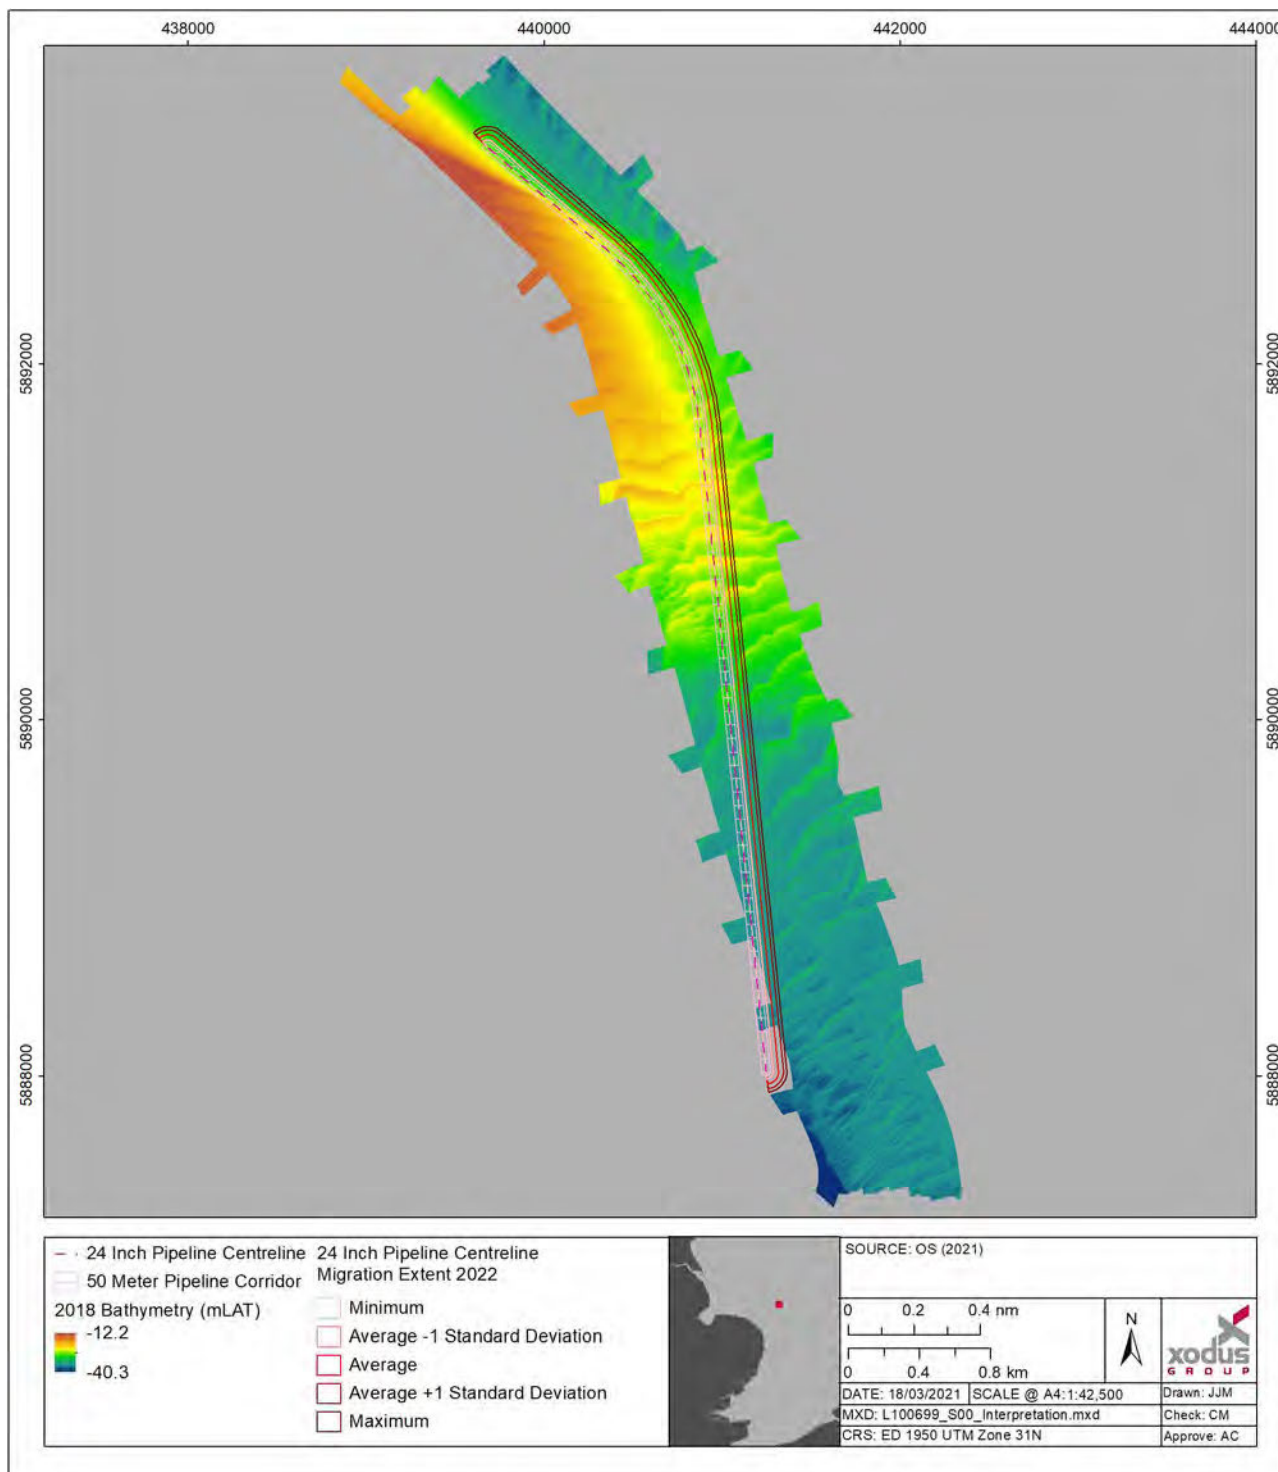 438000 440000 442000 444000
5892000 5892000
5890000 5890000
5888000 5888000
24 Inch Pipeline Centreline
50 Meter Pipeline Corridor
2018 Bathymetry (mLAT)
-12.2
-40.3
24 Inch Pipeline Centreline
Migration Extent 2022
Minimum
Average -1 Standard Deviation
Average
Average +1 Standard Deviation
Maximum
SOURCE: OS (2021)
0 0.2 0.4 nm
0 0.4 0.8 km
N
xodus
GROUP
DATE: 18/03/2021 SCALE @ A4:1:42,500 Drawn: JJM
MXD: L100699_S00_Interpretation.mxd Check: CM
CRS: ED 1950 UTM Zone 31N Approve: AC